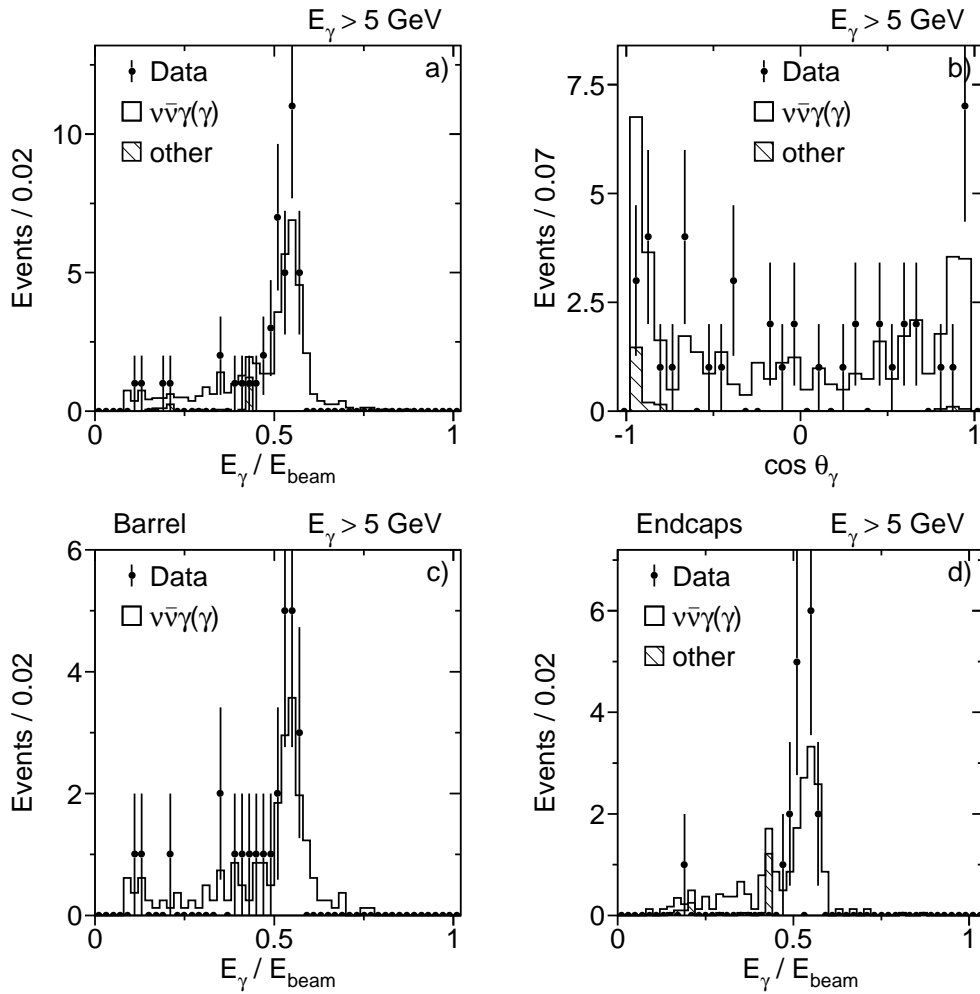 E_γ > 5 GeV
a)
Data
νν̄γ(γ)
other
Events / 0.02
10
5
0
0 0.5 1
E_γ / E_beam
E_γ > 5 GeV
b)
Data
νν̄γ(γ)
other
Events / 0.07
7.5
5
2.5
0
-1 0 1
cos θ_γ
Barrel E_γ > 5 GeV
c)
Data
νν̄γ(γ)
Events / 0.02
6
4
2
0
0 0.5 1
E_γ / E_beam
Endcaps E_γ > 5 GeV
d)
Data
νν̄γ(γ)
other
Events / 0.02
6
4
2
0
0 0.5 1
E_γ / E_beam